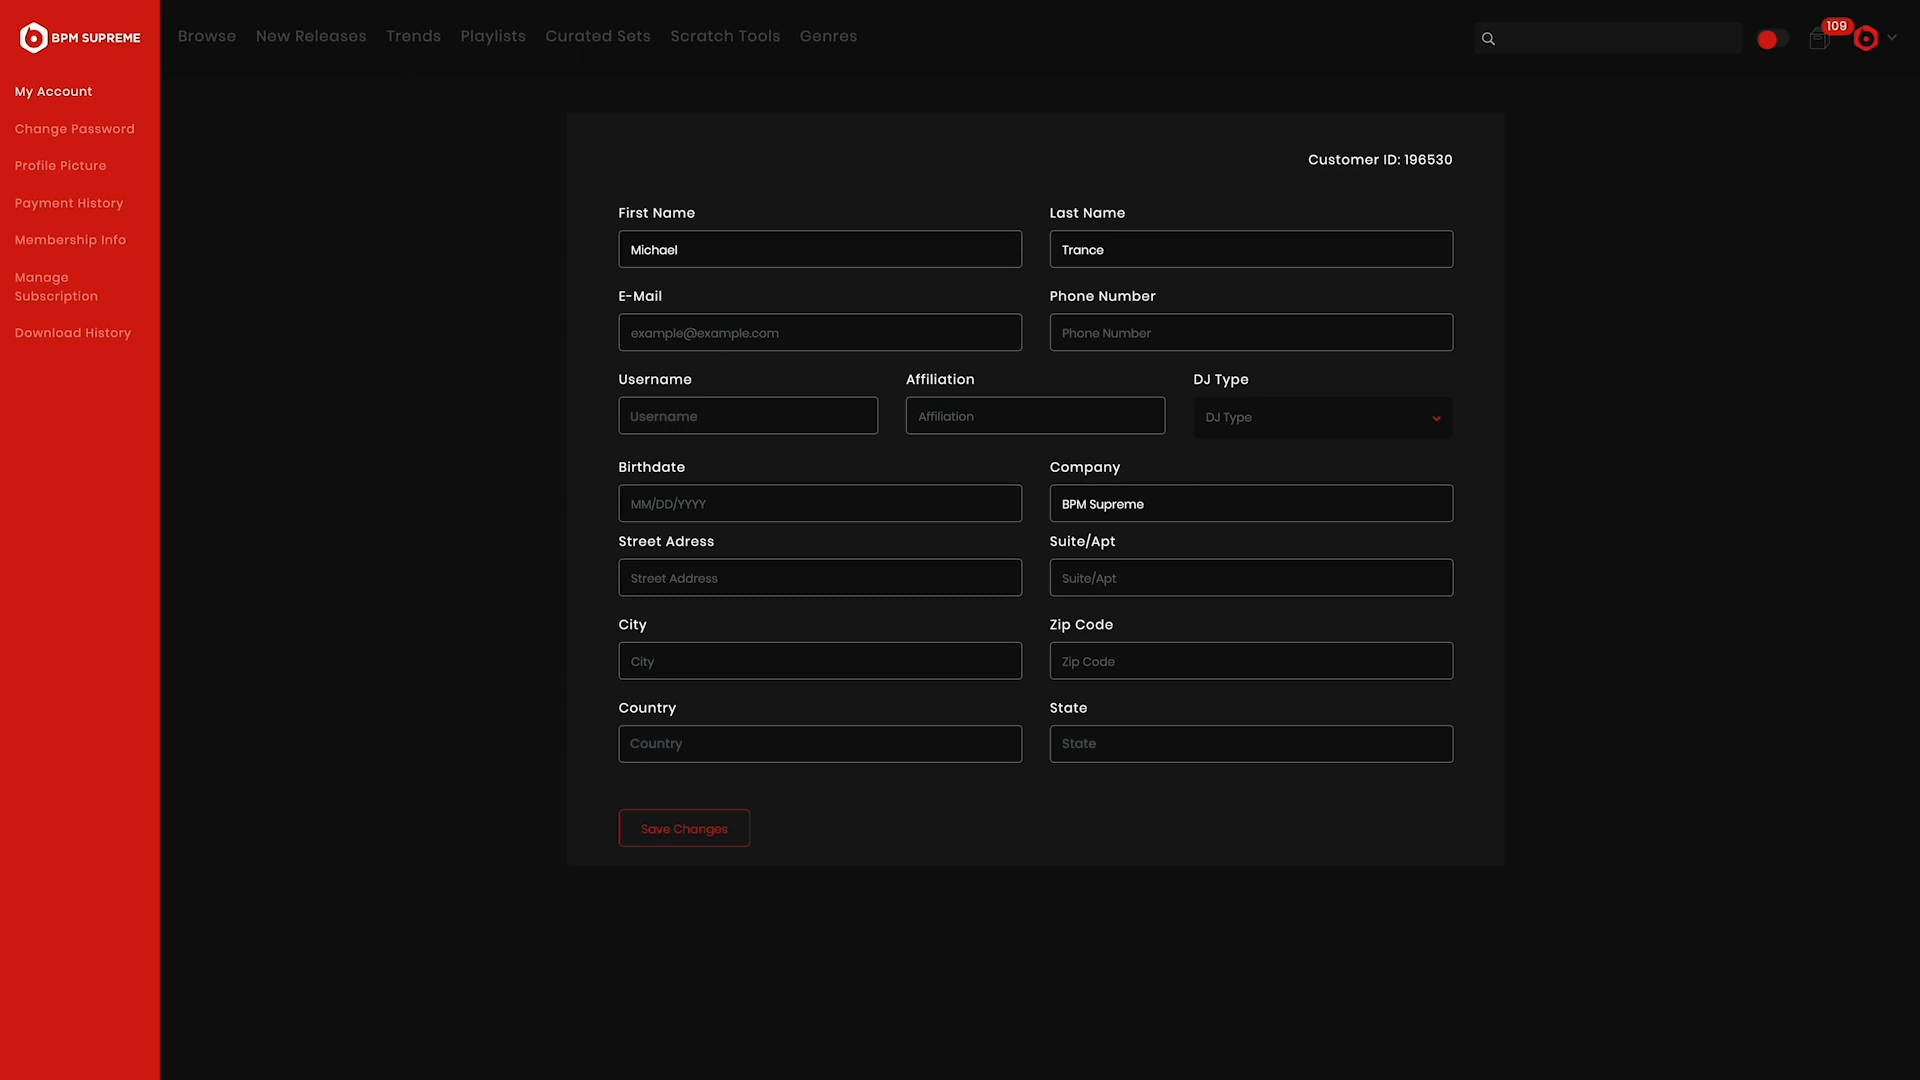 BPM SUPREME
Browse New Releases Trends Playlists Curated Sets Scratch Tools Genres
109
My Account
Change Password
Profile Picture
Payment History
Membership Info
Manage
Subscription
Download History
Customer ID: 196530
First Name Last Name
Michael Trance
E-Mail Phone Number
example@example.com Phone Number
Username Affiliation DJ Type
Username Affiliation DJ Type
Birthdate Company
MM/DD/YYYY BPM Supreme
Street Adress Suite/Apt
Street Address Suite/Apt
City Zip Code
City Zip Code
Country State
Country State
Save Changes